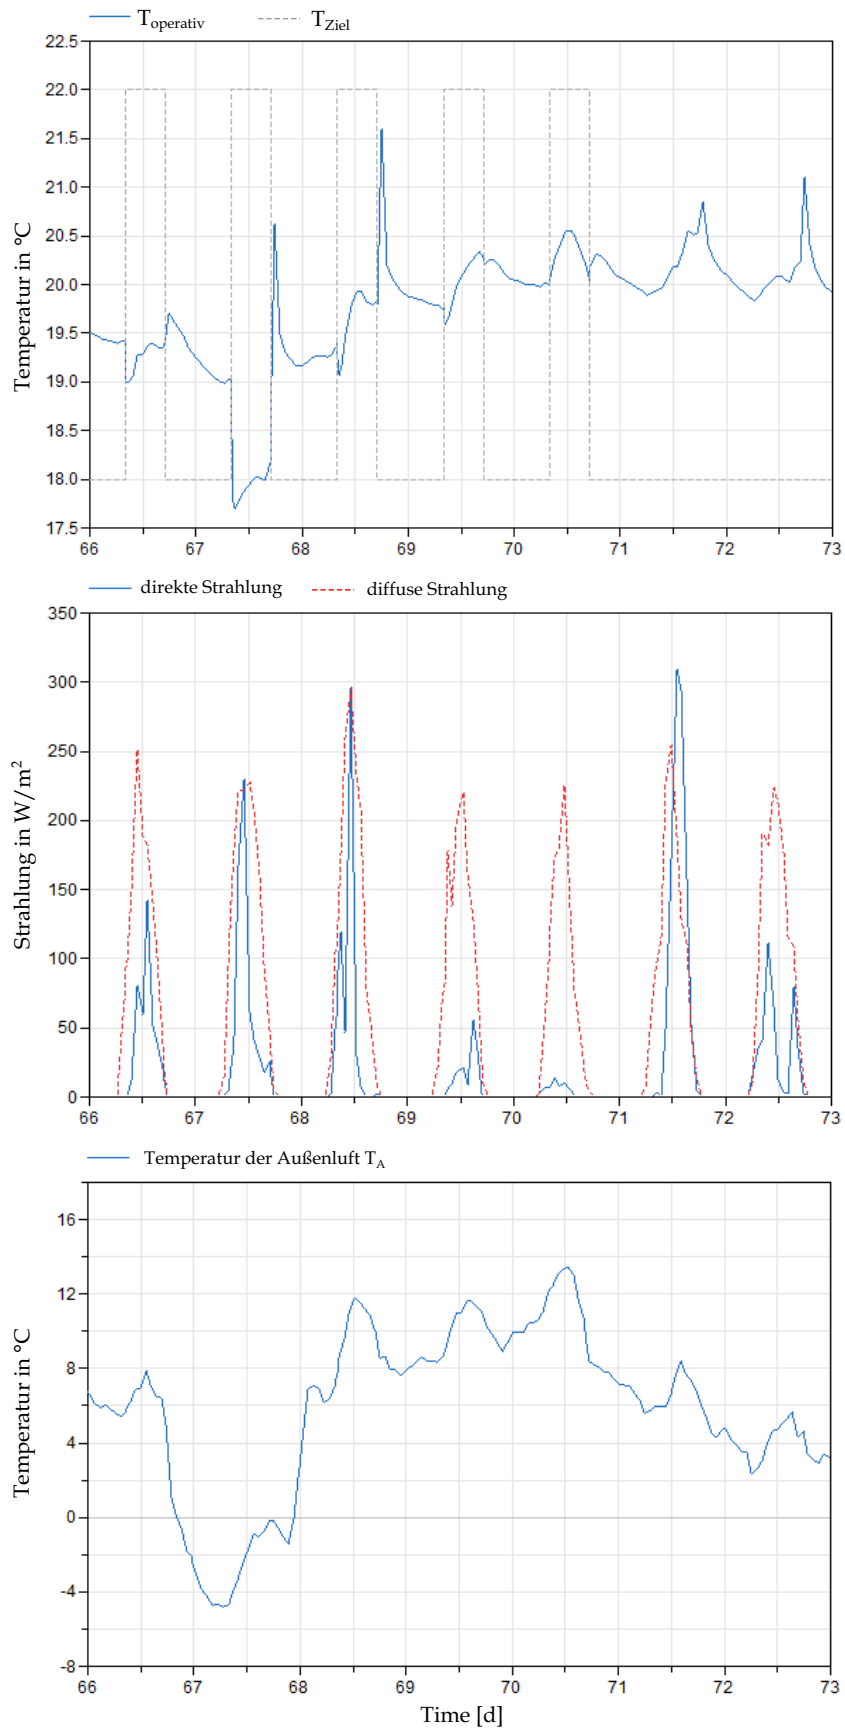 T_operativ T_Ziel
22.5
22.0
21.5
21.0
20.5
20.0
19.5
19.0
18.5
18.0
17.5
Temperatur in °C
66 67 68 69 70 71 72 73
direkte Strahlung diffuse Strahlung
350
300
250
200
150
100
50
0
Strahlung in W/m²
66 67 68 69 70 71 72 73
Temperatur der Außenluft T_A
16
12
8
4
0
-4
-8
Temperatur in °C
66 67 68 69 70 71 72 73
Time [d]